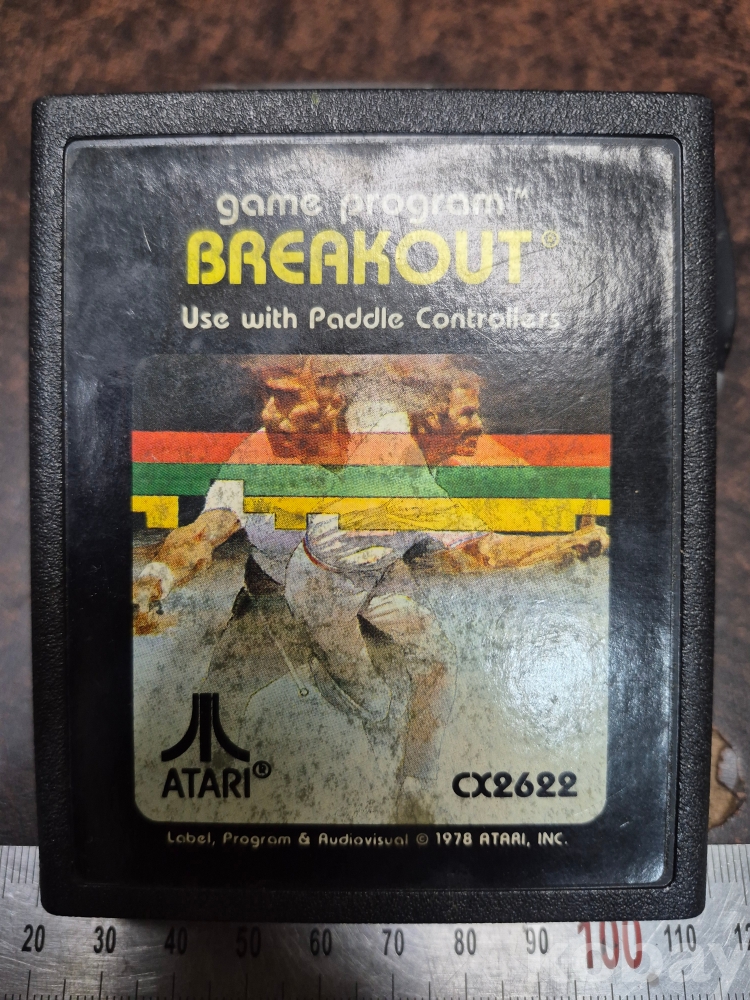 game program™
BREAKOUT®
Use with Paddle Controllers
ATARI®
CX2622
Label, Program & Audiovisual © 1978 ATARI, INC.
20 30 40 50 60 70 80 90 100 110
kobay